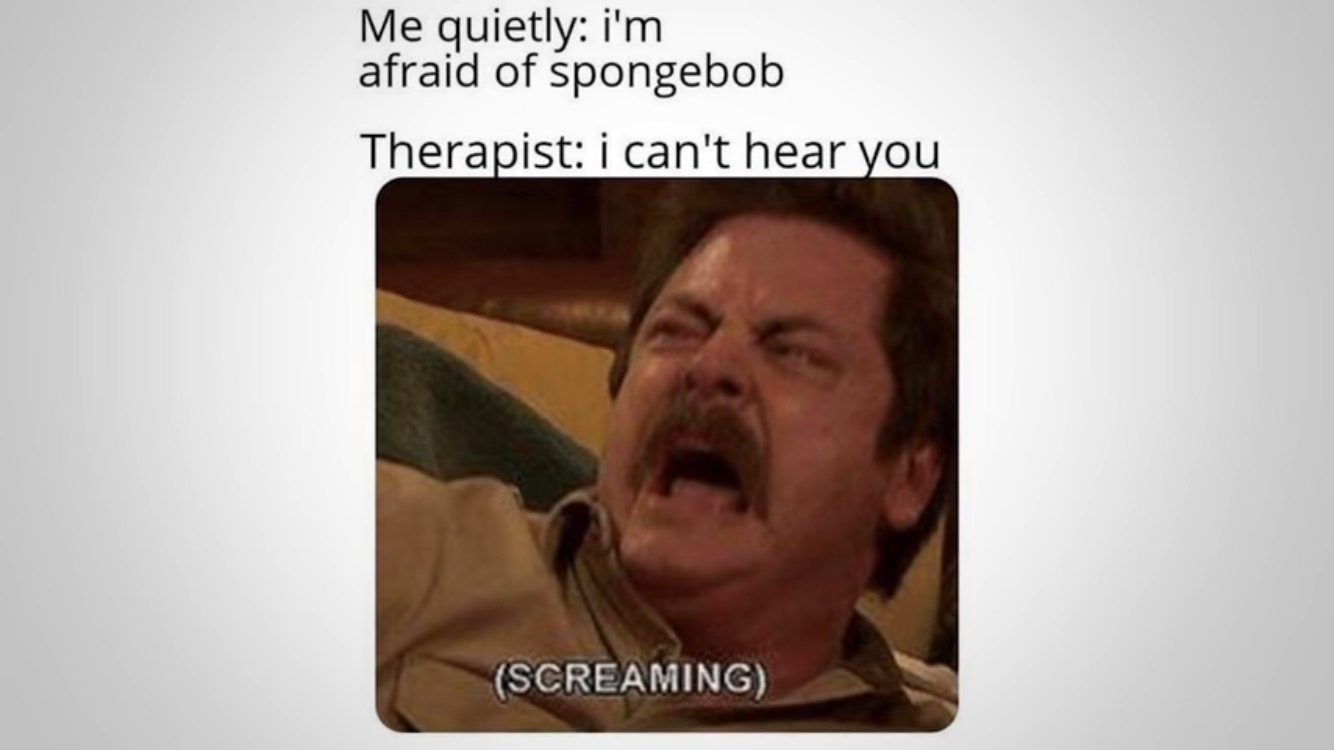 Me quietly: i'm
afraid of spongebob
Therapist: i can't hear you
(SCREAMING)